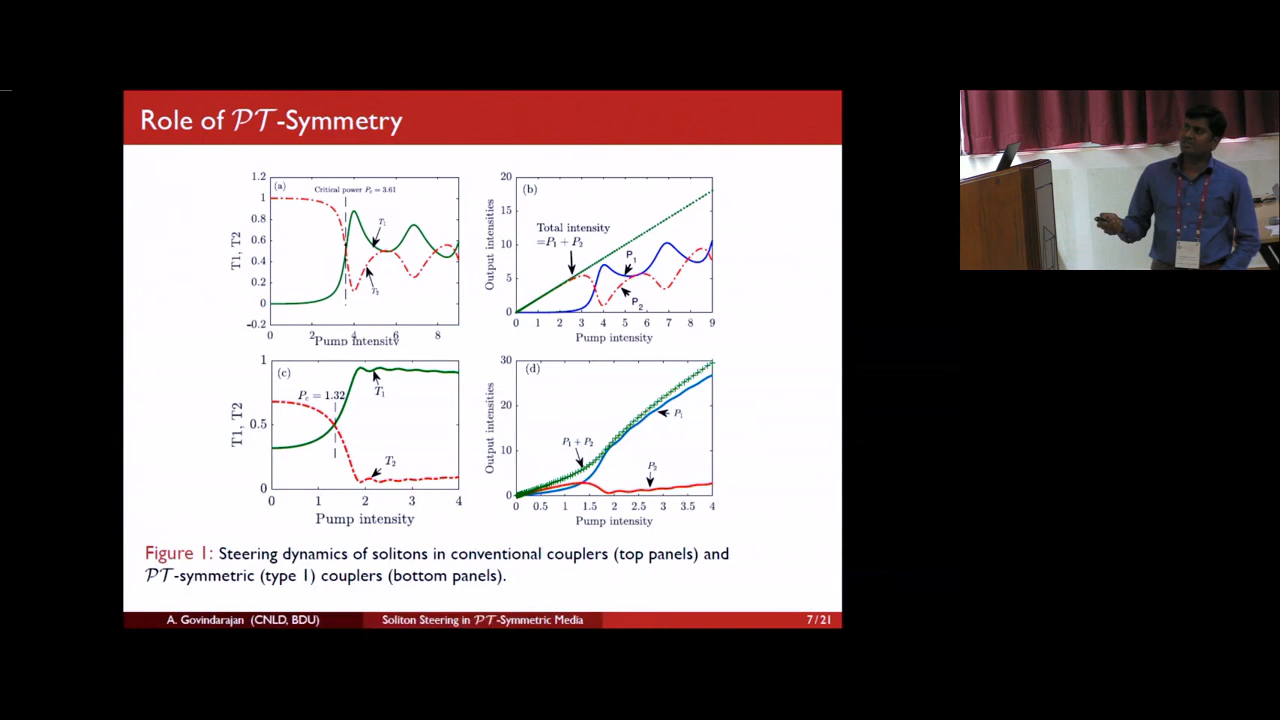 Role of PT-Symmetry
(a)
Critical power P_c = 3.61
T_1
T_2
T1, T2
1.2
1
0.8
0.6
0.4
0.2
0
-0.2
0 2 4 6 8
Pump intensity
(b)
Total intensity
=P_1 + P_2
P_1
P_2
Output intensities
20
15
10
5
0
0 1 2 3 4 5 6 7 8 9
Pump intensity
(c)
P_c = 1.32
T_1
T_2
T1, T2
1
0.5
0
0 1 2 3 4
Pump intensity
(d)
P_1 + P_2
P_1
P_2
Output intensities
30
20
10
0
0 0.5 1 1.5 2 2.5 3 3.5 4
Pump intensity
Figure 1: Steering dynamics of solitons in conventional couplers (top panels) and
PT-symmetric (type 1) couplers (bottom panels).
A. Govindarajan (CNLD, BDU) Soliton Steering in PT-Symmetric Media 7/21